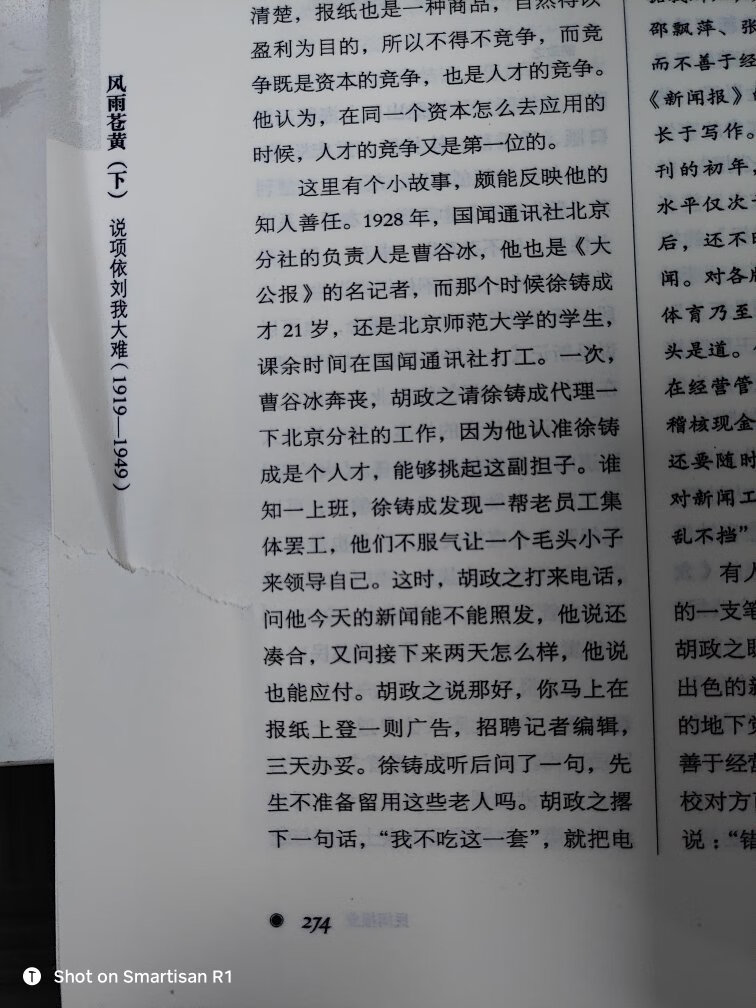 清楚，报纸也是一种商品，自然得以
盈利为目的，所以不得不竞争，而竞
争既是资本的竞争，也是人才的竞争。
他认为，在同一个资本怎么去应用的
时候，人才的竞争又是第一位的。
这里有个小故事，颇能反映他的
知人善任。1928年，国闻通讯社北京
分社的负责人是曹谷冰，他也是《大
公报》的名记者，而那个时候徐铸成
才21岁，还是北京师范大学的学生，
课余时间在国闻通讯社打工。一次，
曹谷冰奔丧，胡政之请徐铸成代理一
下北京分社的工作，因为他认准徐铸
成是个人才，能够挑起这副担子。谁
知一上班，徐铸成发现一帮老员工集
体罢工，他们不服气让一个毛头小子
来领导自己。这时，胡政之打来电话，
问他今天的新闻能不能照发，他说还
凑合，又问接下来两天怎么样，他说
也能应付。胡政之说那好，你马上在
报纸上登一则广告，招聘记者编辑，
三天办妥。徐铸成听后问了一句，先
生不准备留用这些老人吗。胡政之撂
下一句话，“我不吃这一套”，就把电
邵飘萍、张
而不善于经
《新闻报》
长于写作。
刊的初年，
水平仅次
后，还不
闻。对各
体育乃至
头是道。
在经营管
稽核现金
还要随时
对新闻工
乱不挡”
有人
的一支笔
胡政之
出色的新
的地下党
善于经营
校对方面
说：“错
风雨苍黄（下） 说项依刘我大难（1919—1949）
274
Shot on Smartisan R1